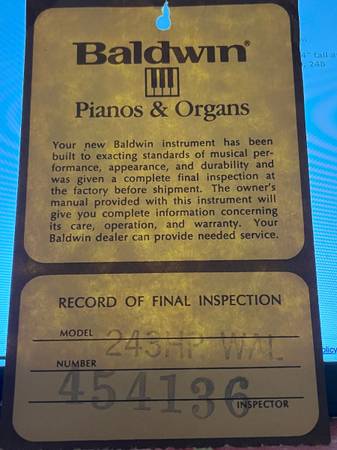 Baldwin®
Pianos & Organs
Your new Baldwin instrument has been
built to exacting standards of musical per-
formance, appearance, and durability and
was given a complete final inspection at
the factory before shipment. The owner's
manual provided with this instrument will
give you complete information concerning
its care, operation, and warranty. Your
Baldwin dealer can provide needed service.
RECORD OF FINAL INSPECTION
MODEL 243HP WAL
NUMBER 454136
INSPECTOR